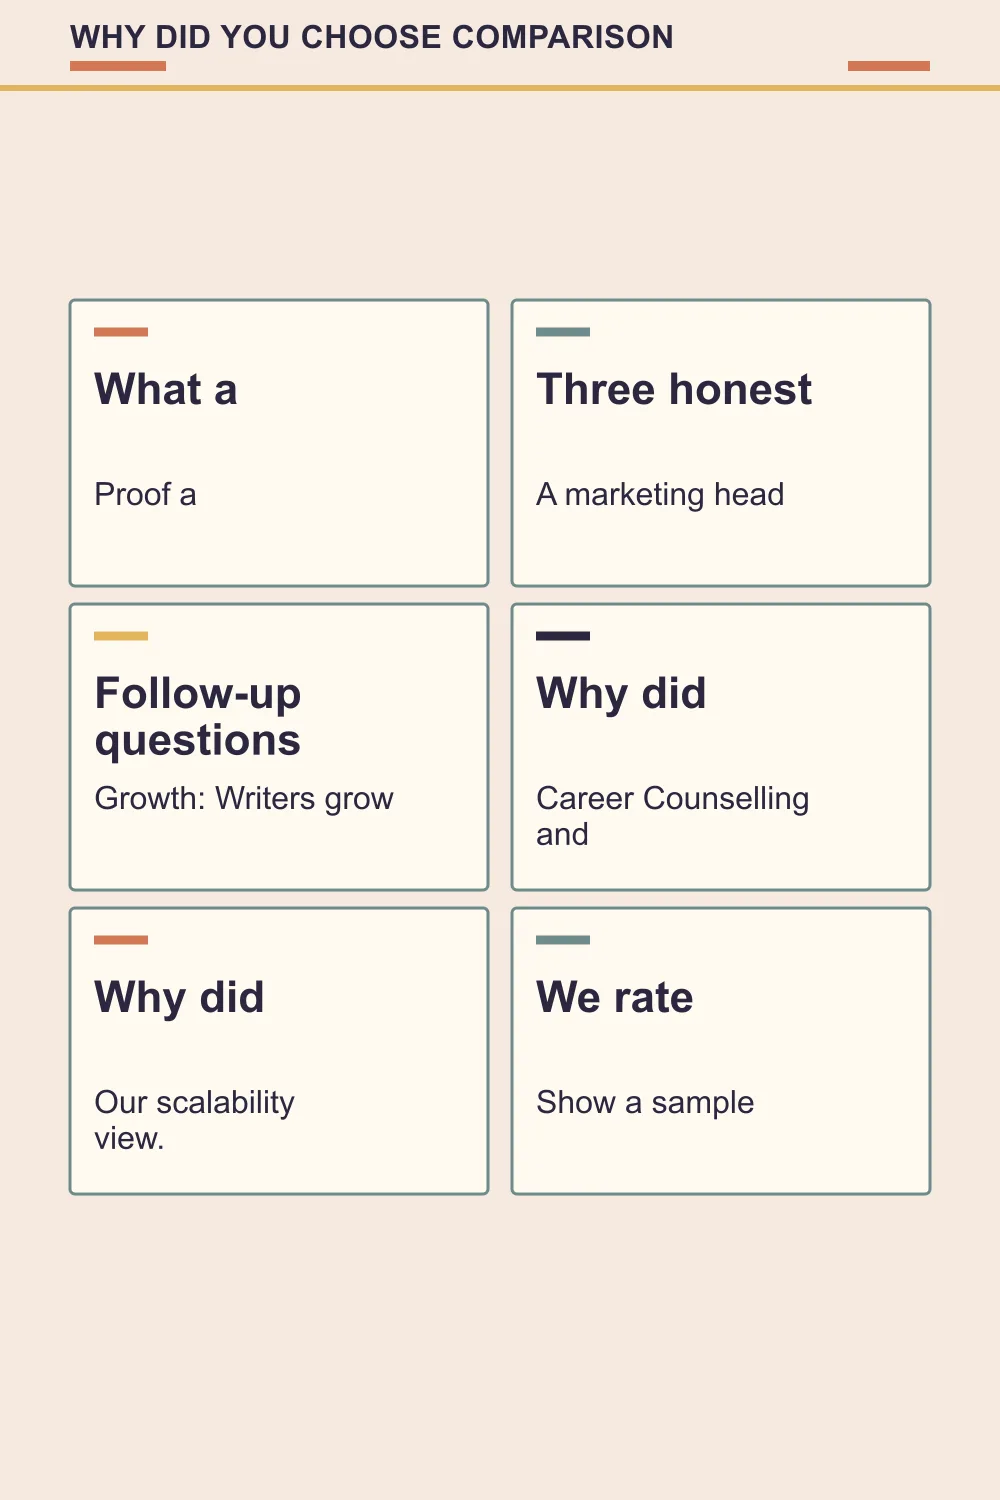 WHY DID YOU CHOOSE COMPARISON
What a
Proof a
Three honest
A marketing head
Follow-up
questions
Growth: Writers grow
Why did
Career Counselling
and
Why did
Our scalability
view.
We rate
Show a sample